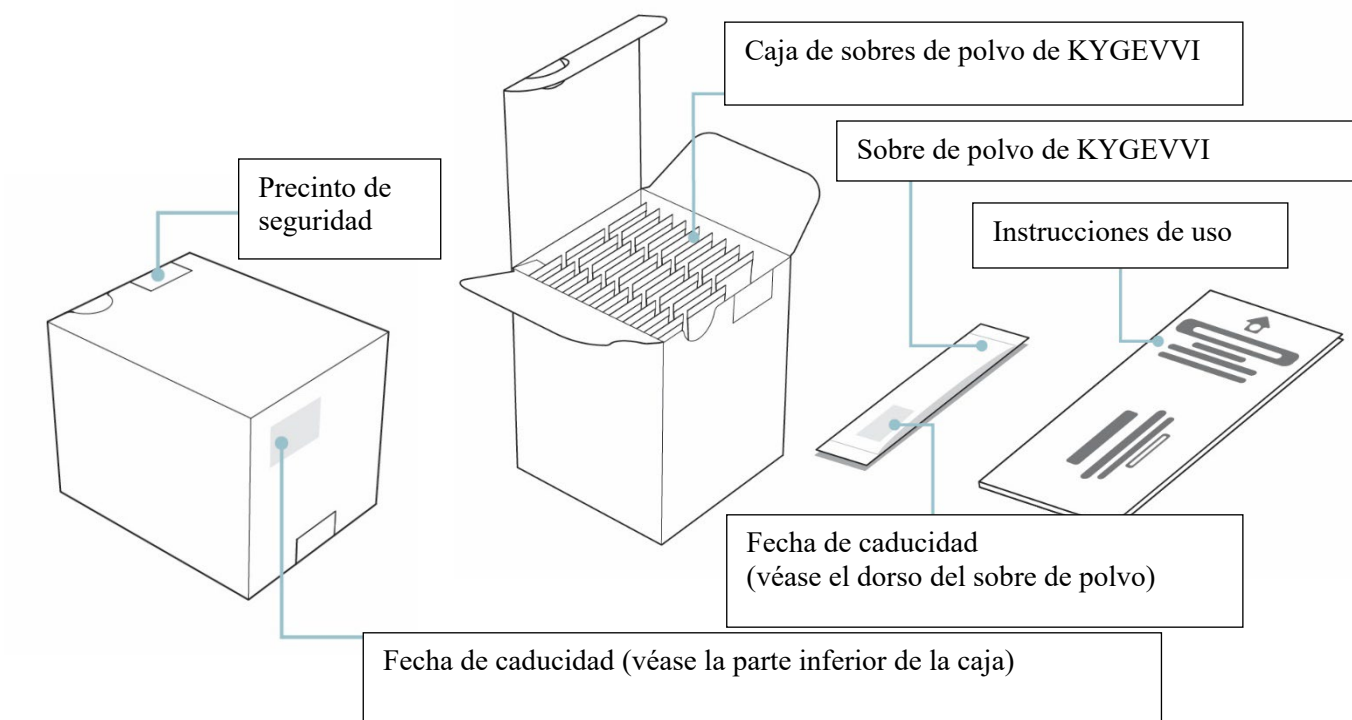 Caja de sobres de polvo de KYGEVVI
Sobre de polvo de KYGEVVI
Precinto de
seguridad
Instrucciones de uso
Fecha de caducidad
(véase el dorso del sobre de polvo)
Fecha de caducidad (véase la parte inferior de la caja)